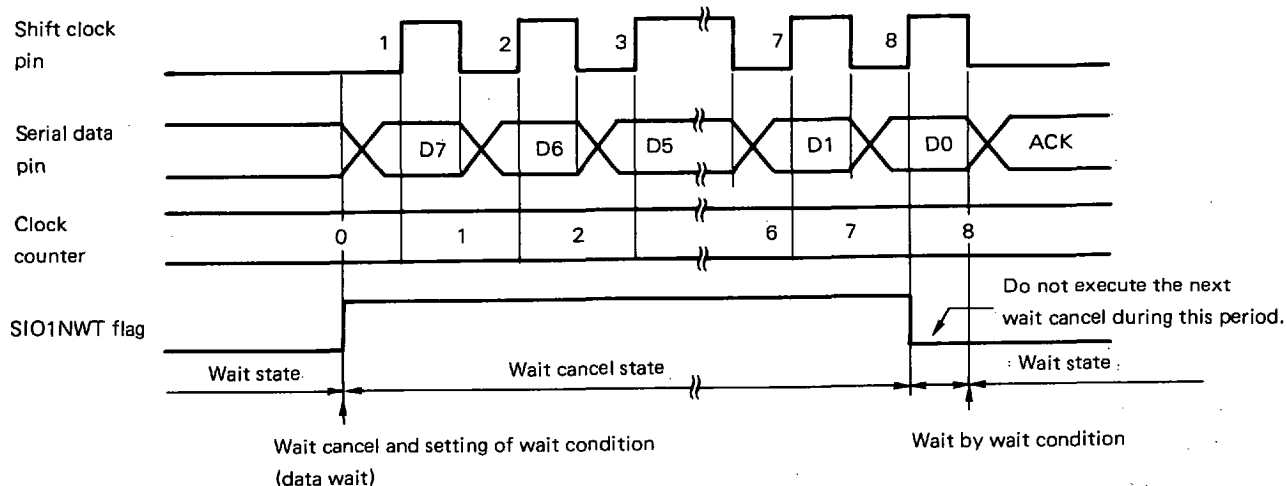 Shift clock
pin
1 2 3 7 8
Serial data
pin
D7 D6 D5 D1 D0 ACK
Clock
counter
0 1 2 6 7 8
SIO1NWT flag
Do not execute the next
wait cancel during this period.
Wait state
Wait cancel state
Wait state
Wait cancel and setting of wait condition
(data wait)
Wait by wait condition